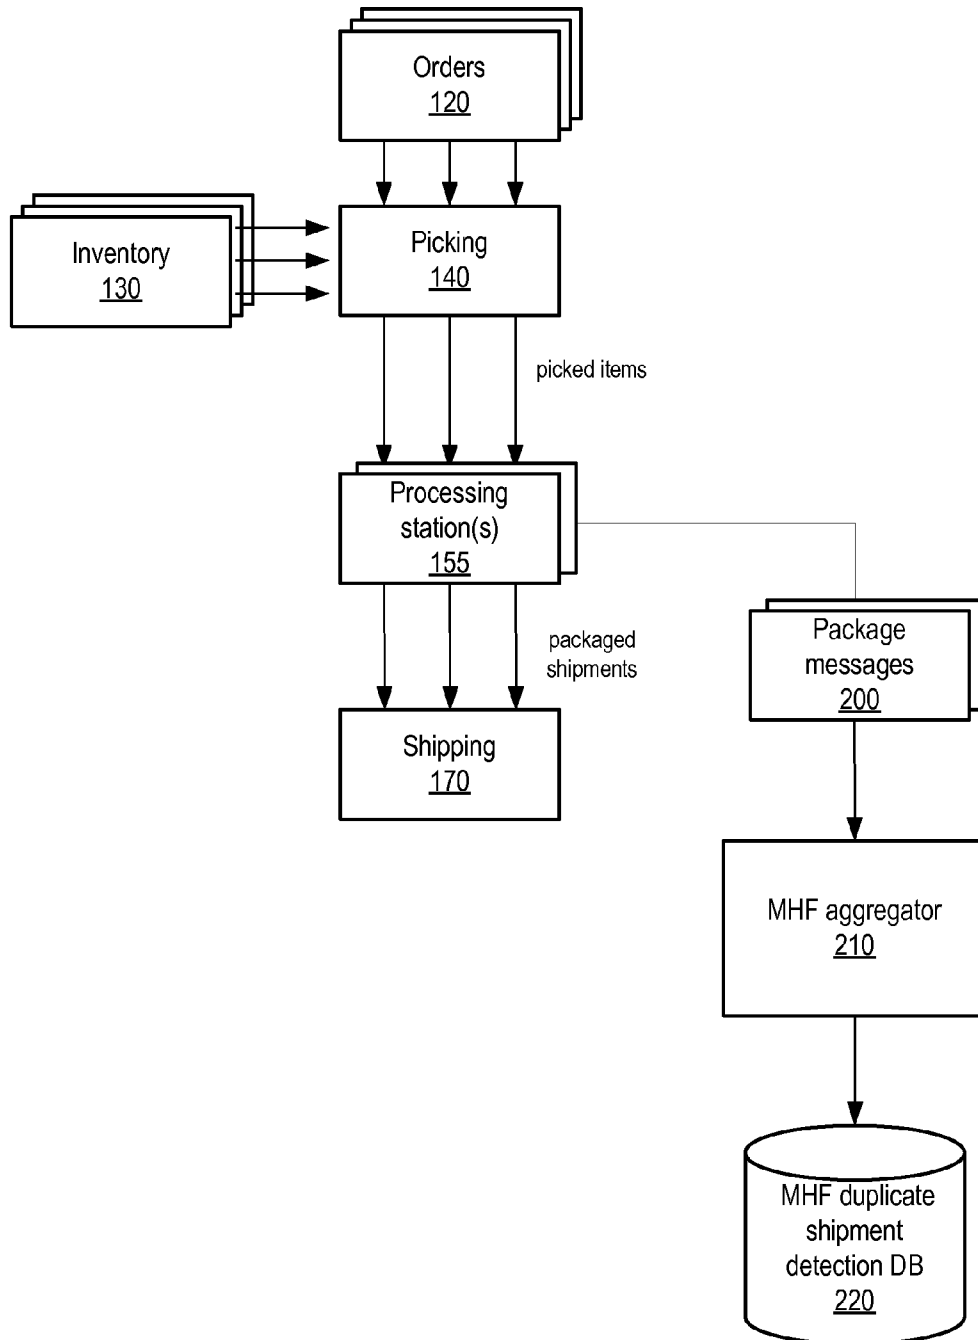 Orders
120
Inventory
130
Picking
140
picked items
Processing
station(s)
155
packaged
shipments
Package
messages
200
Shipping
170
MHF aggregator
210
MHF duplicate
shipment
detection DB
220